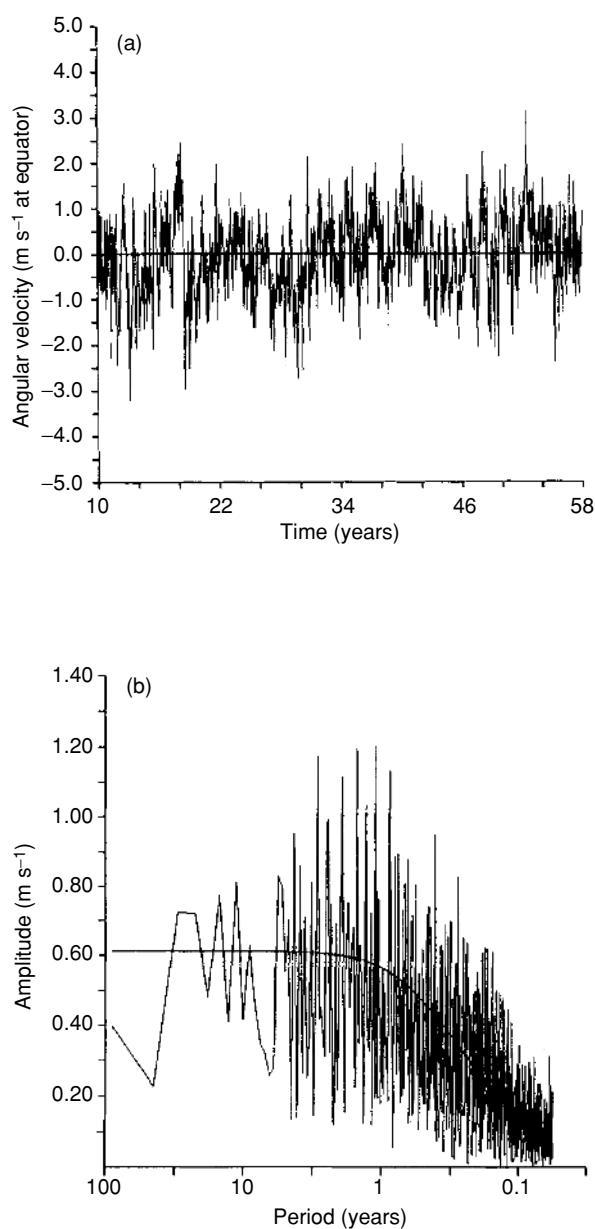 (a)
Angular velocity (m s⁻¹ at equator)
5.0
4.0
3.0
2.0
1.0
0.0
–1.0
–2.0
–3.0
–4.0
–5.0
10 22 34 46 58
Time (years)
(b)
Amplitude (m s⁻¹)
1.40
1.20
1.00
0.80
0.60
0.40
0.20
100 10 1 0.1
Period (years)